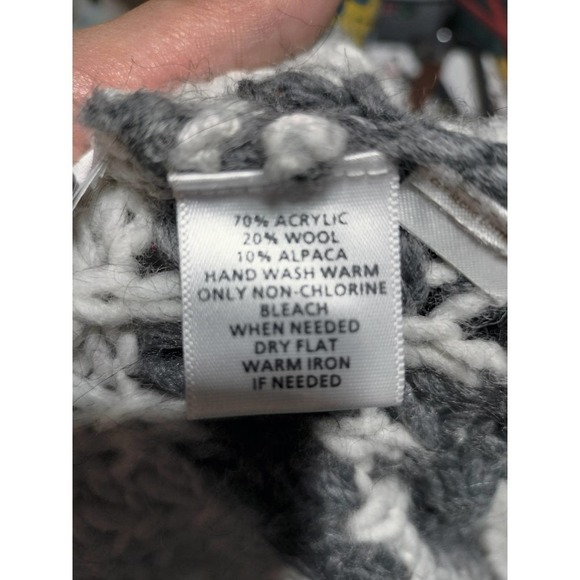 70% ACRYLIC
20% WOOL
10% ALPACA
HAND WASH WARM
ONLY NON-CHLORINE
BLEACH
WHEN NEEDED
DRY FLAT
WARM IRON
IF NEEDED